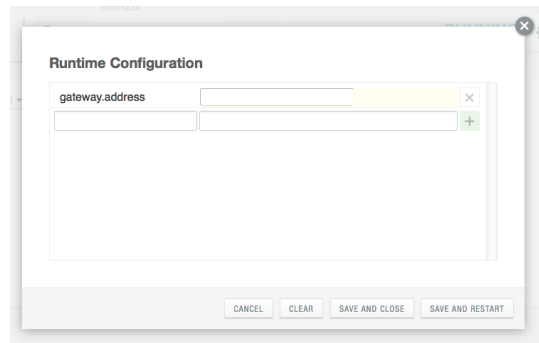 Runtime Configuration
gateway.address
CANCEL CLEAR SAVE AND CLOSE SAVE AND RESTART